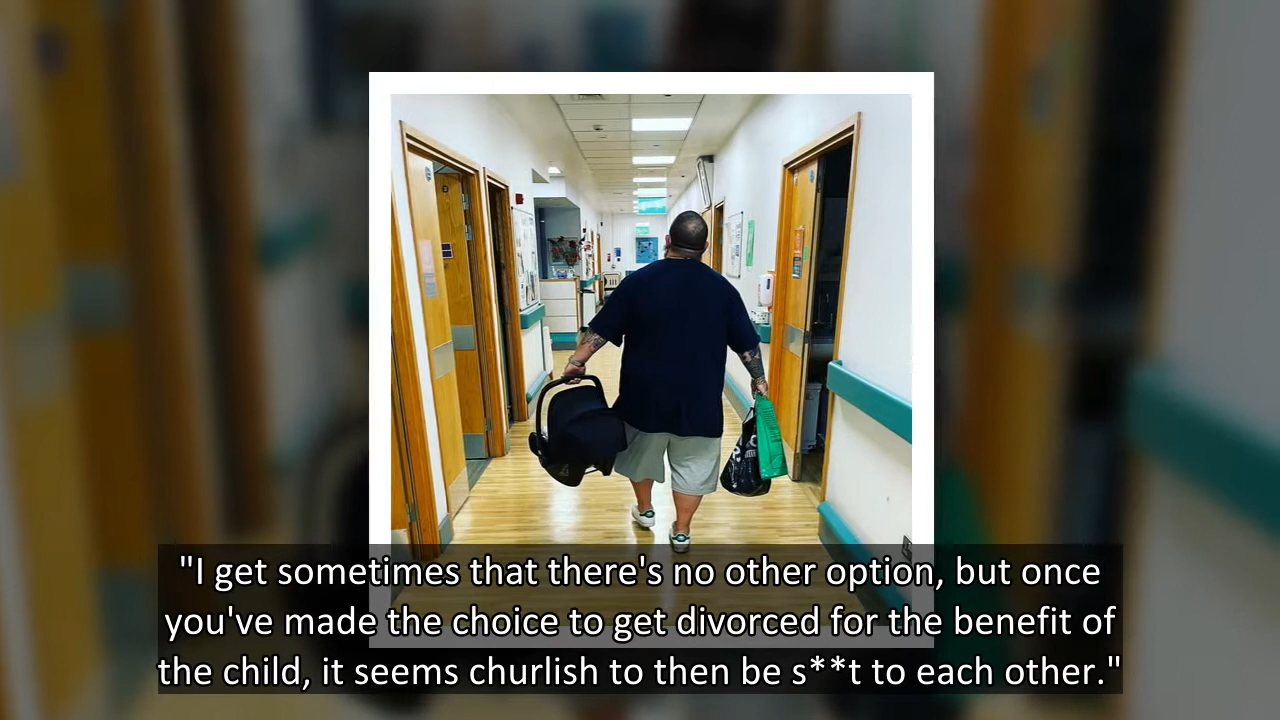 "I get sometimes that there's no other option, but once
you've made the choice to get divorced for the benefit of
the child, it seems churlish to then be s**t to each other."